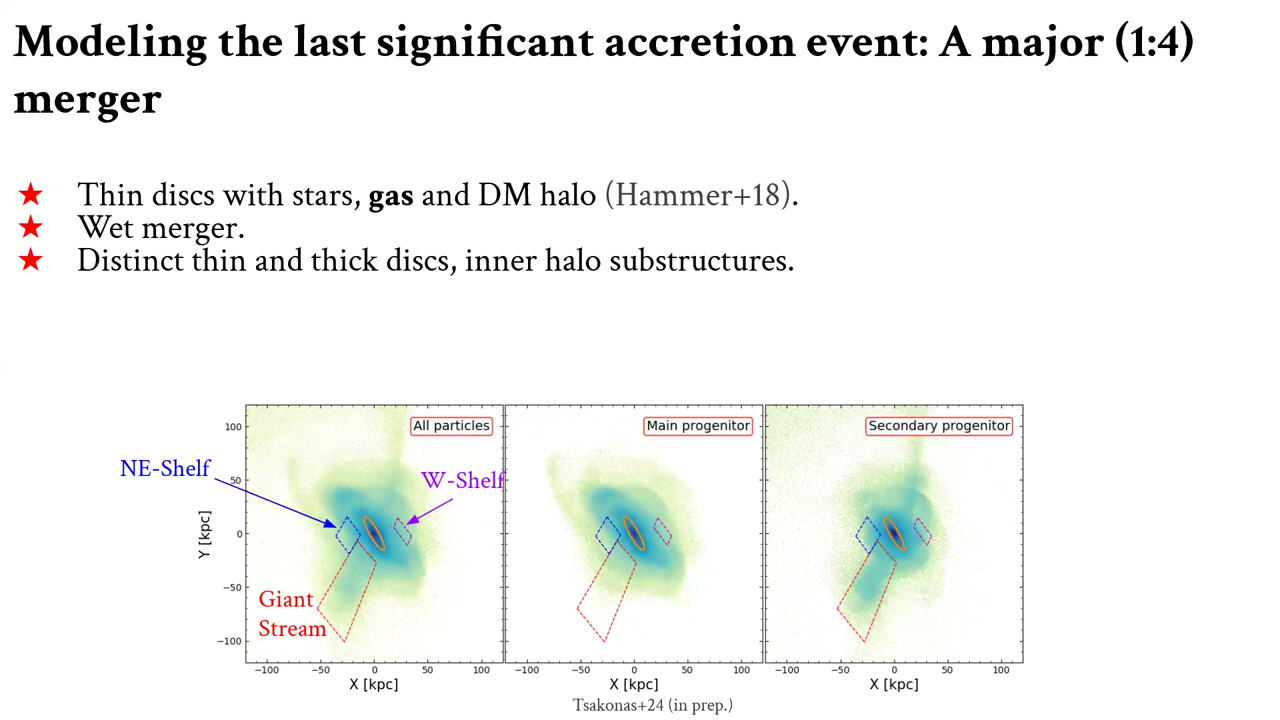 Modeling the last significant accretion event: A major (1:4)
merger
★ Thin discs with stars, gas and DM halo (Hammer+18).
★ Wet merger.
★ Distinct thin and thick discs, inner halo substructures.
All particles
Main progenitor
Secondary progenitor
NE-Shelf
W-Shelf
Giant
Stream
Y [kpc]
100
50
0
−50
−100
−100 −50 0 50 100
−100 −50 0 50 100
−100 −50 0 50 100
X [kpc]
X [kpc]
X [kpc]
Tsakonas+24 (in prep.)